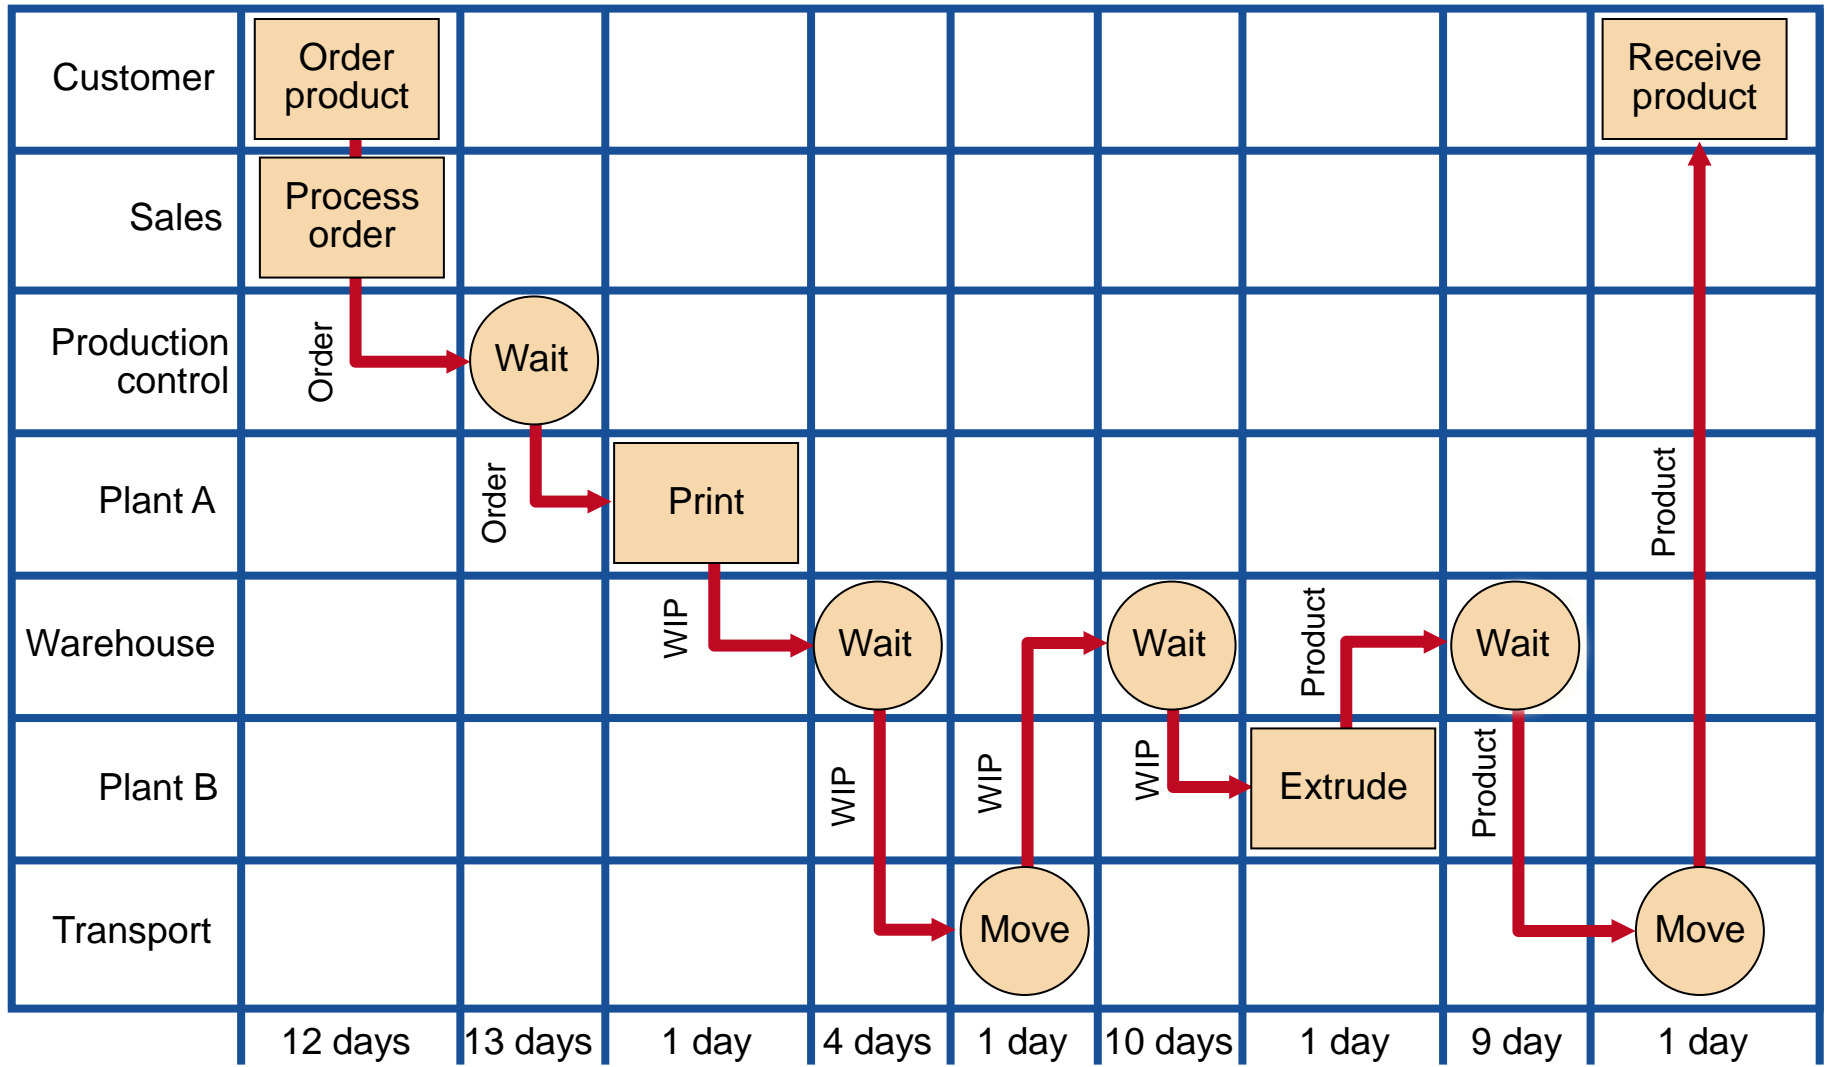 Customer
Order
product
Receive
product
Sales
Process
order
Production
control
Order
Wait
Plant A
Order
Print
Product
Warehouse
WIP
Wait
Wait
Product
Wait
Plant B
WIP
WIP
WIP
Extrude
Product
Transport
Move
Move
12 days
13 days
1 day
4 days
1 day
10 days
1 day
9 day
1 day